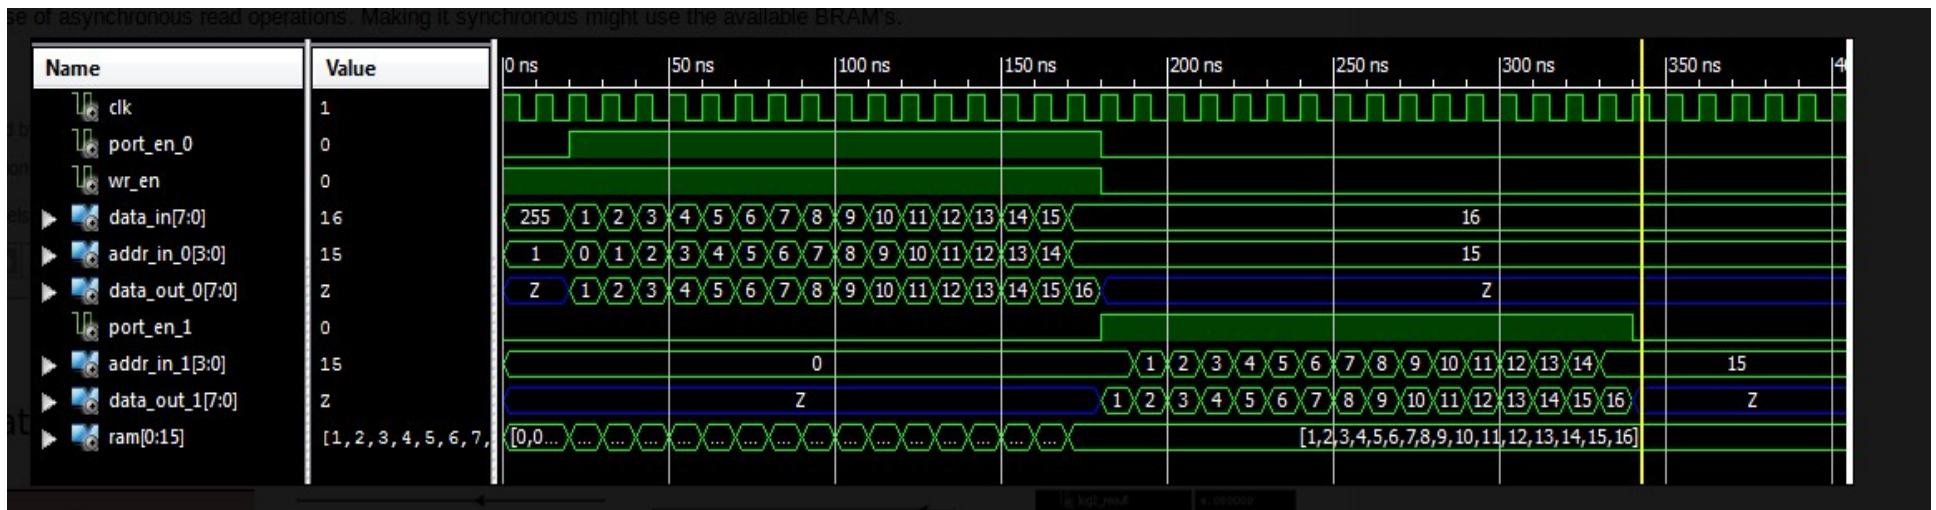 se of asynchronous read operations. Making it synchronous might use the available BRAM's.
Name Value 0 ns 50 ns 100 ns 150 ns 200 ns 250 ns 300 ns 350 ns
clk 1
port_en_0 0
wr_en 0
data_in[7:0] 16 255 1 2 3 4 5 6 7 8 9 10 11 12 13 14 15 16
addr_in_0[3:0] 15 1 0 1 2 3 4 5 6 7 8 9 10 11 12 13 14 15
data_out_0[7:0] Z Z 1 2 3 4 5 6 7 8 9 10 11 12 13 14 15 16 Z
port_en_1 0
addr_in_1[3:0] 15 0 1 2 3 4 5 6 7 8 9 10 11 12 13 14 15
data_out_1[7:0] Z Z 1 2 3 4 5 6 7 8 9 10 11 12 13 14 15 16 Z
ram[0:15] [1,2,3,4,5,6,7, [0,0... ... ... ... ... ... ... ... ... ... ... ... ... ... ... ... [1,2,3,4,5,6,7,8,9,10,11,12,13,14,15,16]